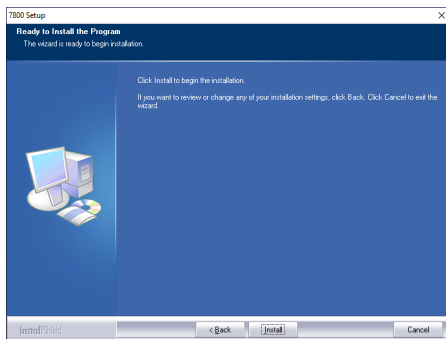 7800 Setup
Ready to Install the Program
The wizard is ready to begin installation.
Click Install to begin the installation.
If you want to review or change any of your installation settings, click Back. Click Cancel to exit the
wizard.
InstallShield
< Back
Install
Cancel